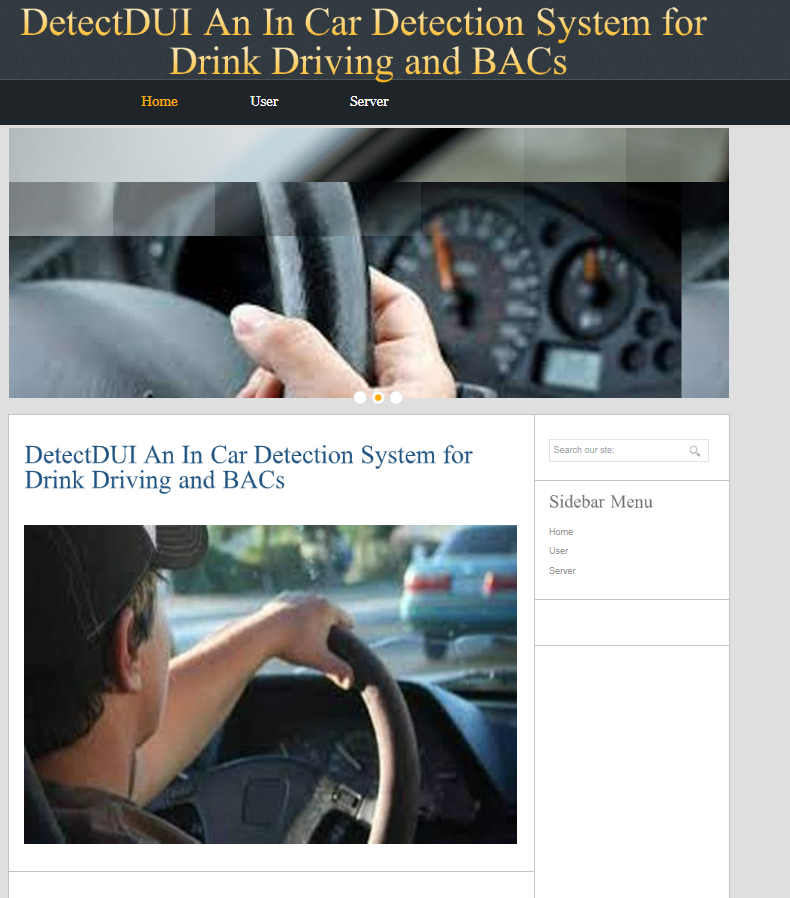 DetectDUI An In Car Detection System for
Drink Driving and BACs
Home User Server
DetectDUI An In Car Detection System for
Drink Driving and BACs
Search our ste:
Sidebar Menu
Home
User
Server